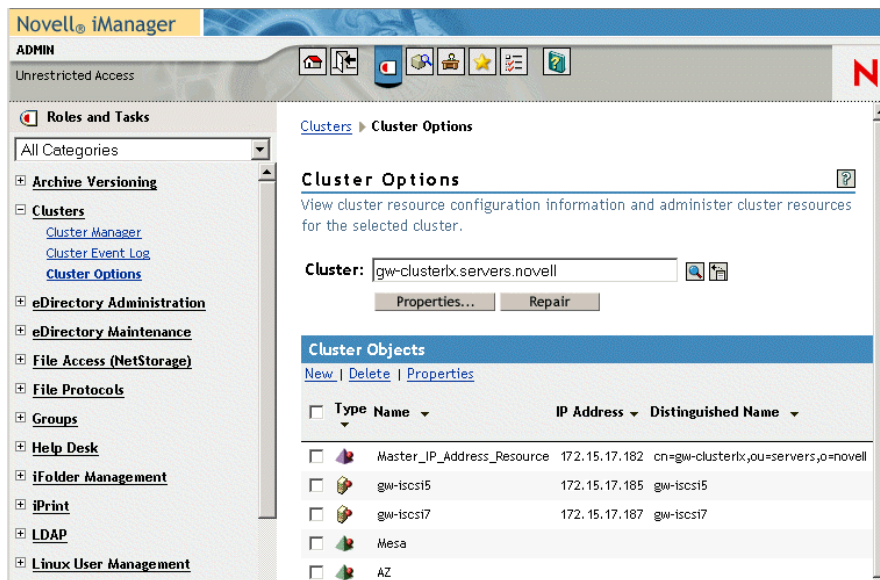 Novell® iManager
ADMIN
Unrestricted Access
N
Roles and Tasks
All Categories
Archive Versioning
Clusters
Cluster Manager
Cluster Event Log
Cluster Options
eDirectory Administration
eDirectory Maintenance
File Access (NetStorage)
File Protocols
Groups
Help Desk
iFolder Management
iPrint
LDAP
Linux User Management
Clusters Cluster Options
Cluster Options
?
View cluster resource configuration information and administer cluster resources
for the selected cluster.
Cluster: gw-clusterlx.servers.novell
Properties... Repair
Cluster Objects
New | Delete | Properties
Type Name IP Address Distinguished Name
Master_IP_Address_Resource 172.15.17.182 cn=gw-clusterlx,ou=servers,o=novell
gw-iscsi5 172.15.17.185 gw-iscsi5
gw-iscsi7 172.15.17.187 gw-iscsi7
Mesa
AZ